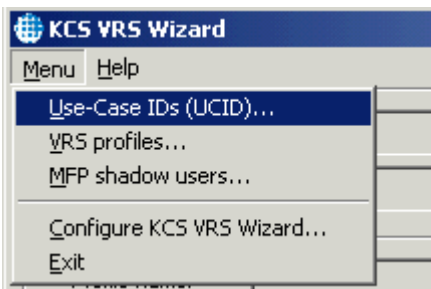 KCS VRS Wizard
Menu Help
Use-Case IDs (UCID)...
VRS profiles...
MFP shadow users...
Configure KCS VRS Wizard...
Exit